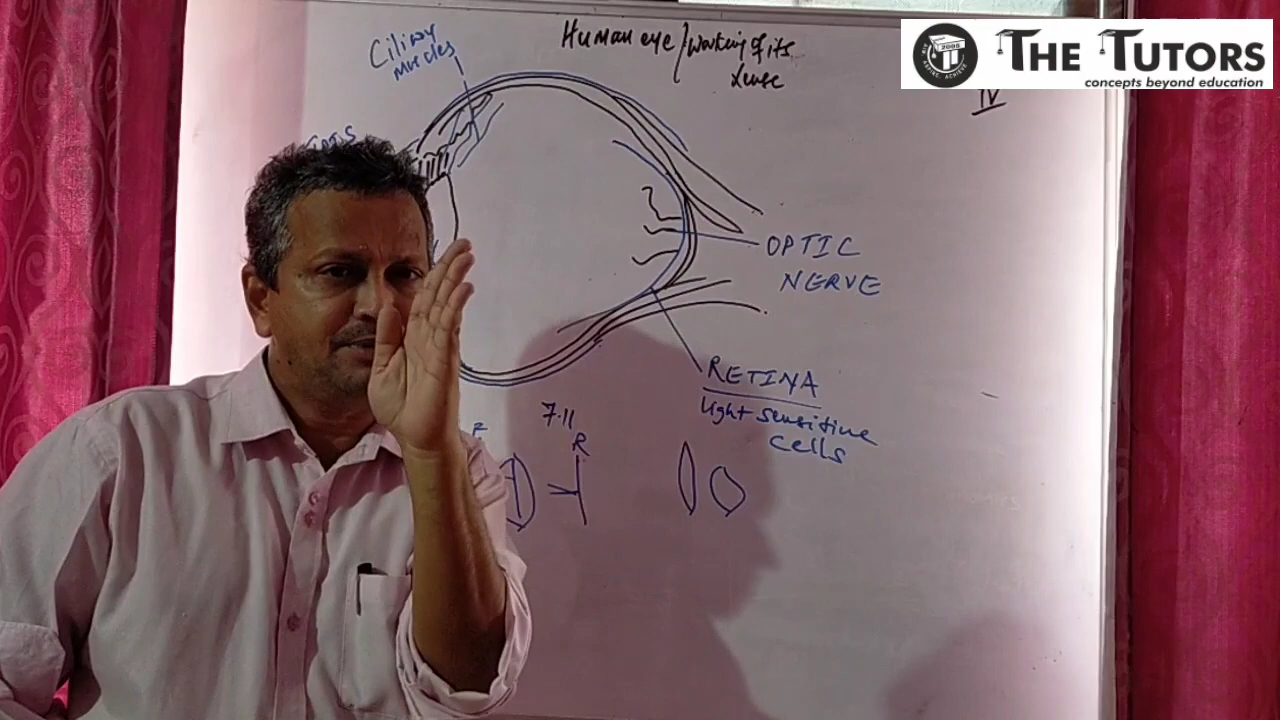 Human eye / working of its
Lense
THE TUTORS
concepts beyond education
2005
IV
Ciliary
Muscles
OPTIC
NERVE
RETINA
light sensitive
Cells
7.11
F
R